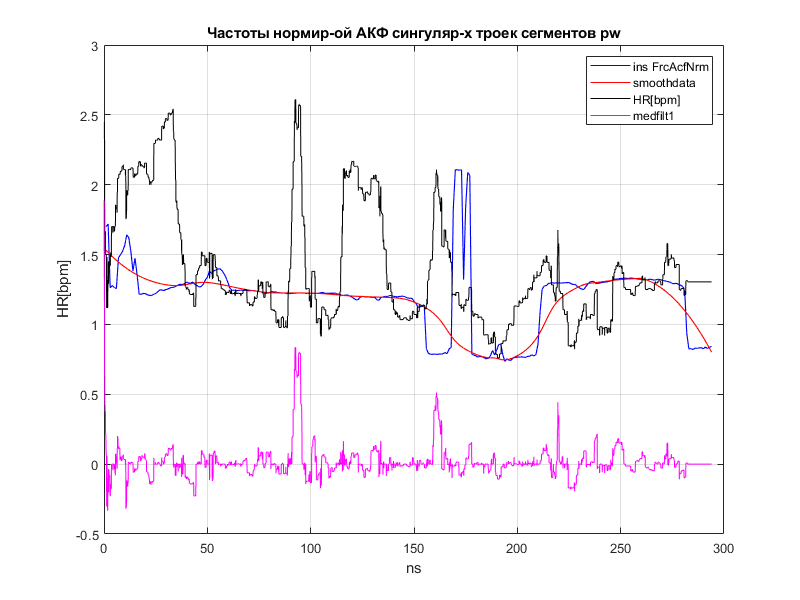 Частоты нормир-ой АКФ сингуляр-х троек сегментов pw
3
2.5
2
1.5
1
0.5
0
-0.5
HR[bpm]
ins FrcAcfNrm
smoothdata
HR[bpm]
medfilt1
0 50 100 150 200 250 300
ns